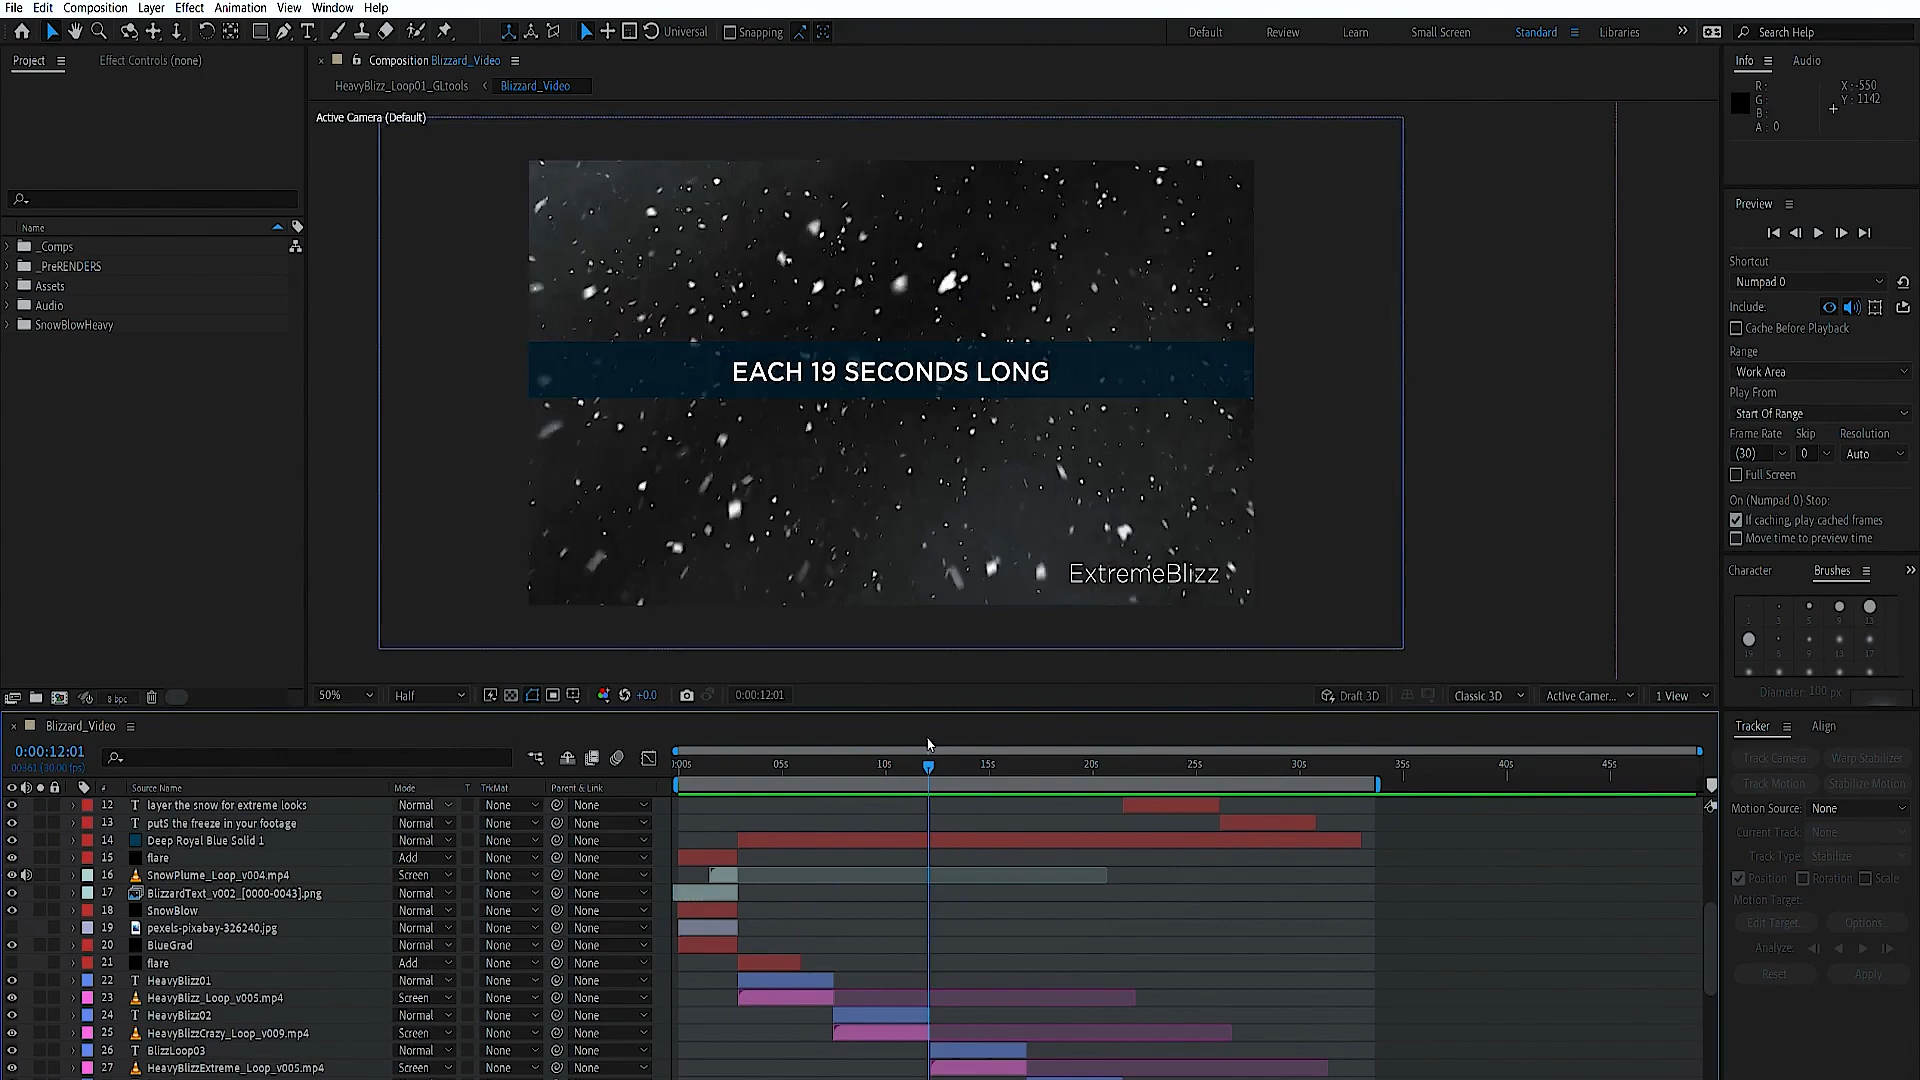 File Edit Composition Layer Effect Animation View Window Help
Universal Snapping Default Review Learn Small Screen Standard Libraries Search Help
Project Effect Controls (none)
Composition Blizzard_Video
HeavyBlizz_Loop01_GLtools Blizzard_Video
Active Camera (Default)
Name
_Comps
_PreRENDERS
Assets
Audio
SnowBlowHeavy
EACH 19 SECONDS LONG
ExtremeBlizz
8 bpc
50% Half +0.0 0:00:12:01 Draft 3D Classic 3D Active Camer... 1 View
Info Audio
R: X: -550
G: Y: 1142
B:
A: 0
Preview
Shortcut
Numpad 0
Include:
Cache Before Playback
Range
Work Area
Play From
Start Of Range
Frame Rate Skip Resolution
(30) 0 Auto
Full Screen
On (Numpad 0) Stop:
If caching, play cached frames
Move time to preview time
Character Brushes
1 3 5 9 13
19 5 9 13 17
Diameter: 100 px
Blizzard_Video
0:00:12:01
00361 (30.00 fps)
:00s 05s 10s 15s 20s 25s 30s 35s 40s 45s
# Source Name Mode T TrkMat Parent & Link
12 T layer the snow for extreme looks Normal None None
13 T putS the freeze in your footage Normal None None
14 Deep Royal Blue Solid 1 Normal None None
15 flare Add None None
16 SnowPlume_Loop_v004.mp4 Screen None None
17 BlizzardText_v002_[0000-0043].png Normal None None
18 SnowBlow Normal None None
19 pexels-pixabay-326240.jpg Normal None None
20 BlueGrad Normal None None
21 flare Add None None
22 T HeavyBlizz01 Normal None None
23 HeavyBlizz_Loop_v005.mp4 Screen None None
24 T HeavyBlizz02 Normal None None
25 HeavyBlizzCrazy_Loop_v009.mp4 Screen None None
26 T BlizzLoop03 Normal None None
27 HeavyBlizzExtreme_Loop_v005.mp4 Screen None None
Tracker Align
Track Camera Warp Stabilizer
Track Motion Stabilize Motion
Motion Source: None
Current Track: None
Track Type: Stabilize
Position Rotation Scale
Motion Target:
Edit Target... Options...
Analyze:
Reset Apply